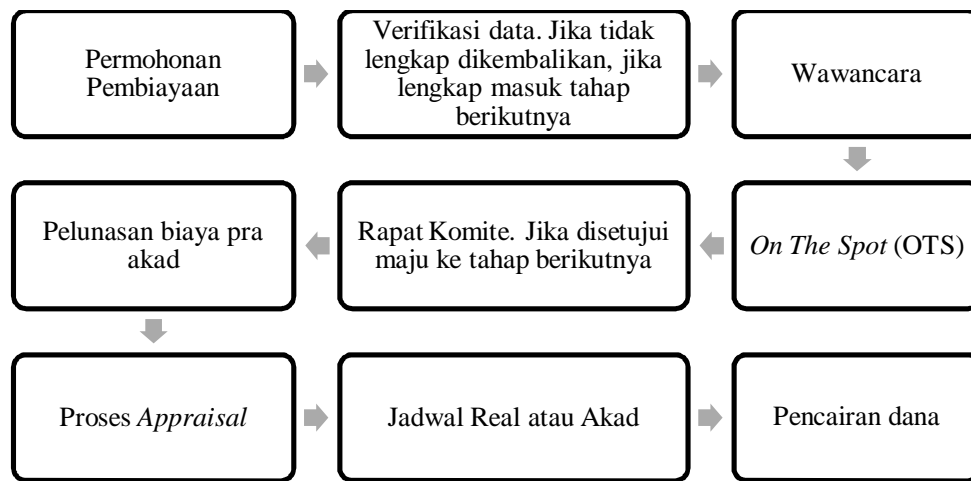 Permohonan
Pembiayaan
Verifikasi data. Jika tidak
lengkap dikembalikan, jika
lengkap masuk tahap
berikutnya
Wawancara
On The Spot (OTS)
Rapat Komite. Jika disetujui
maju ke tahap berikutnya
Pelunasan biaya pra
akad
Proses Appraisal
Jadwal Real atau Akad
Pencairan dana